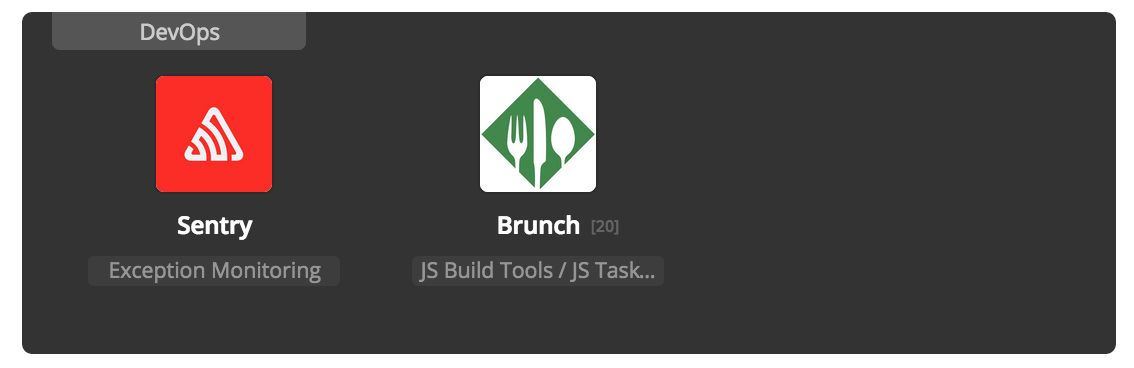 DevOps
Sentry
Brunch [20]
Exception Monitoring
JS Build Tools / JS Task...